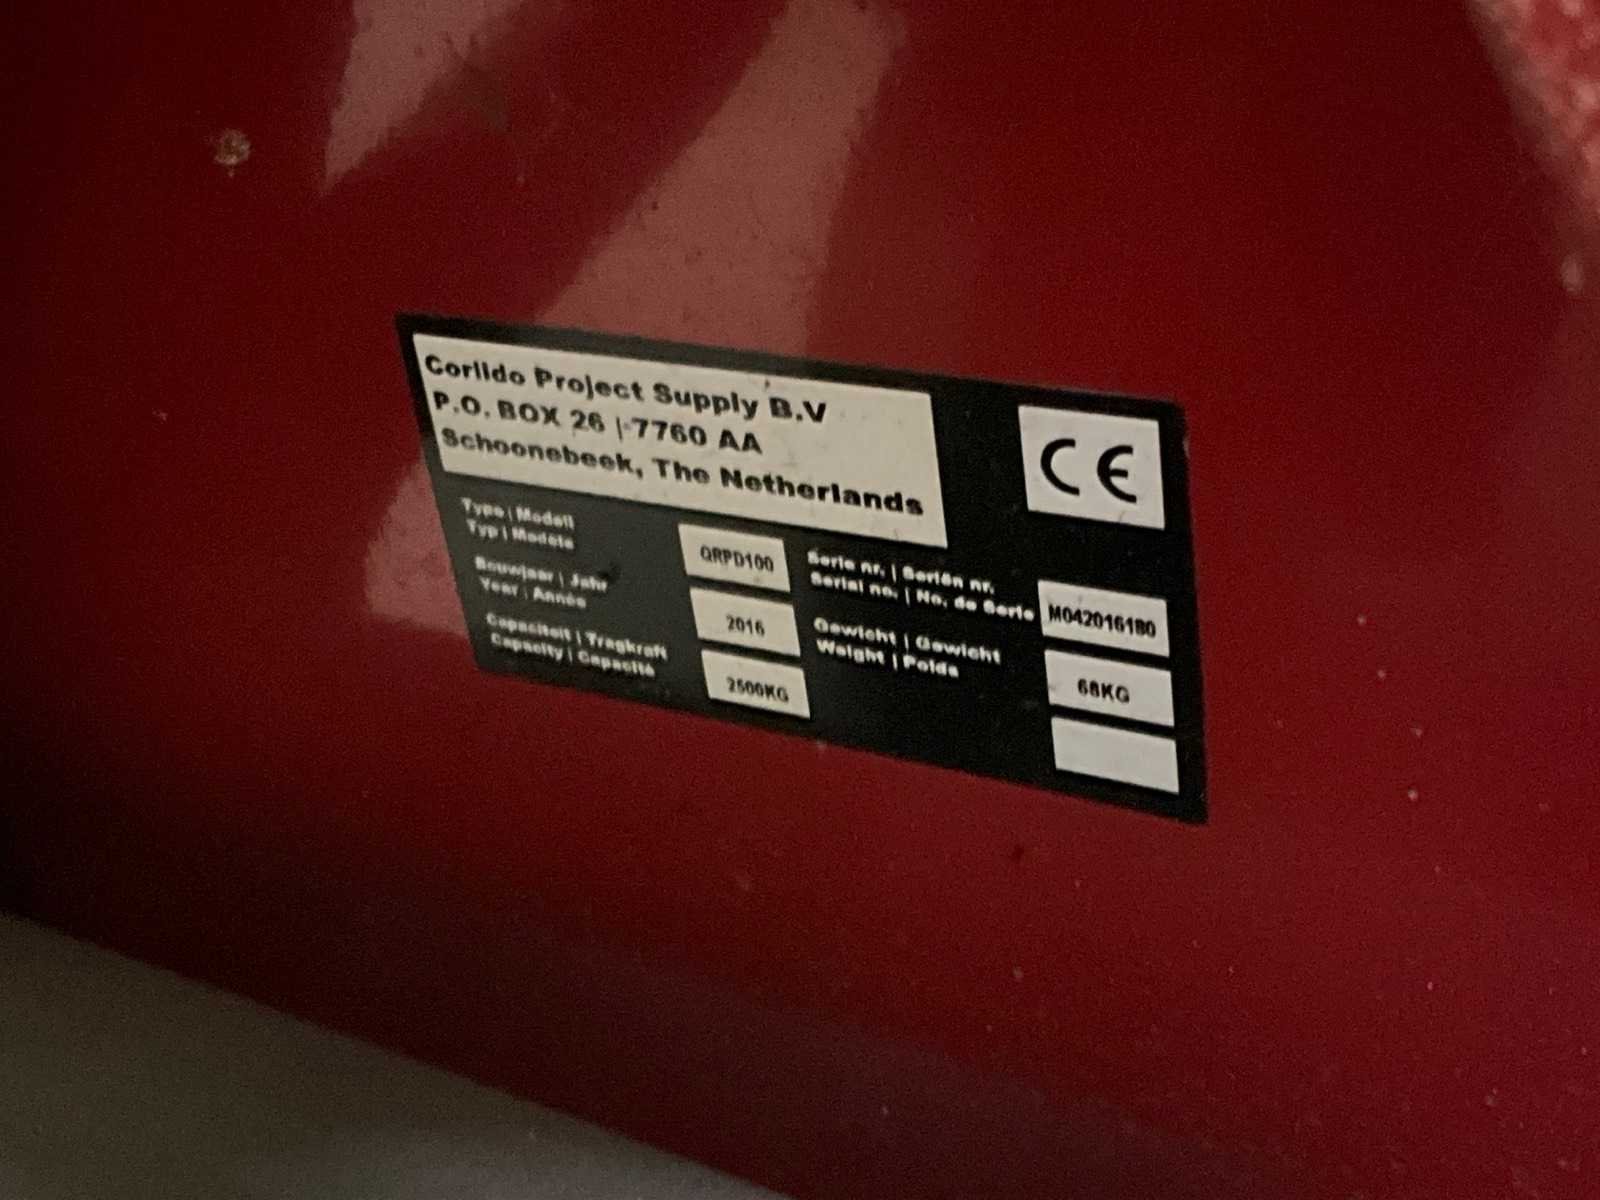 Corlido Project Supply B.V
P.O. BOX 26 | 7760 AA
Schoonebeek, The Netherlands
CE
Type | Modell
Typ | Modele
QRPD100
Serie nr. | Seriën nr.
Serial no. | No. de Serie
M042016180
Bouwjaar | Jahr
Year | Année
2016
Gewicht | Gewicht
Weight | Poids
68KG
Capaciteit | Tragkraft
Capacity | Capacité
2500KG